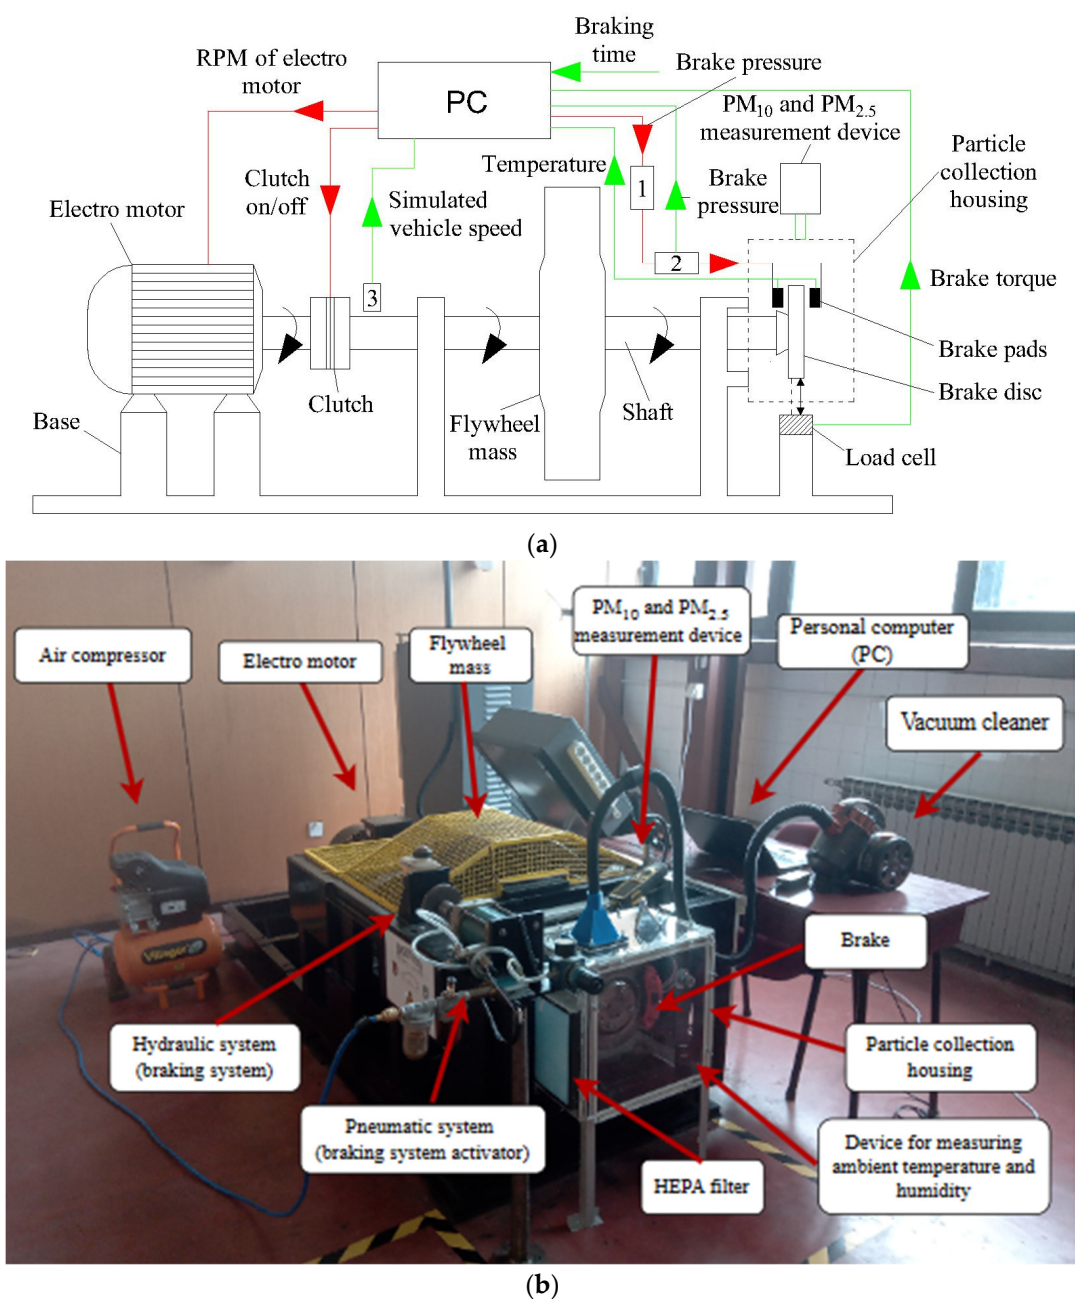 Braking
time
RPM of electro
motor
Brake pressure
PC
PM10 and PM2.5
measurement device
Particle
collection
housing
Temperature
Clutch
on/off
Simulated
vehicle speed
1
Brake
pressure
Electro motor
2
3
Brake torque
Brake pads
Brake disc
Clutch
Shaft
Base
Flywheel
mass
Load cell
(a)
Air compressor
Electro motor
Flywheel
mass
PM10 and PM2.5
measurement device
Personal computer
(PC)
Vacuum cleaner
Brake
Villager
Hydraulic system
(braking system)
Particle collection
housing
Pneumatic system
(braking system activator)
HEPA filter
Device for measuring
ambient temperature and
humidity
(b)